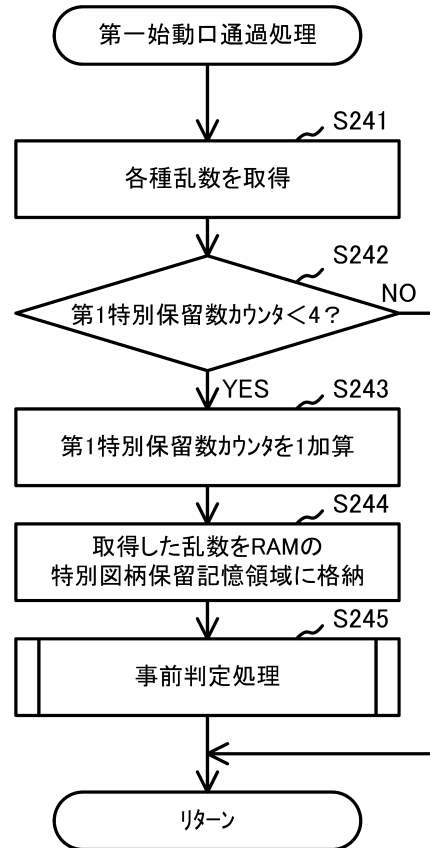 第一始動口通過処理
S241
各種乱数を取得
S242
第1特別保留数カウンタ<4?
NO
YES
S243
第1特別保留数カウンタを1加算
S244
取得した乱数をRAMの
特別図柄保留記憶領域に格納
S245
事前判定処理
リターン